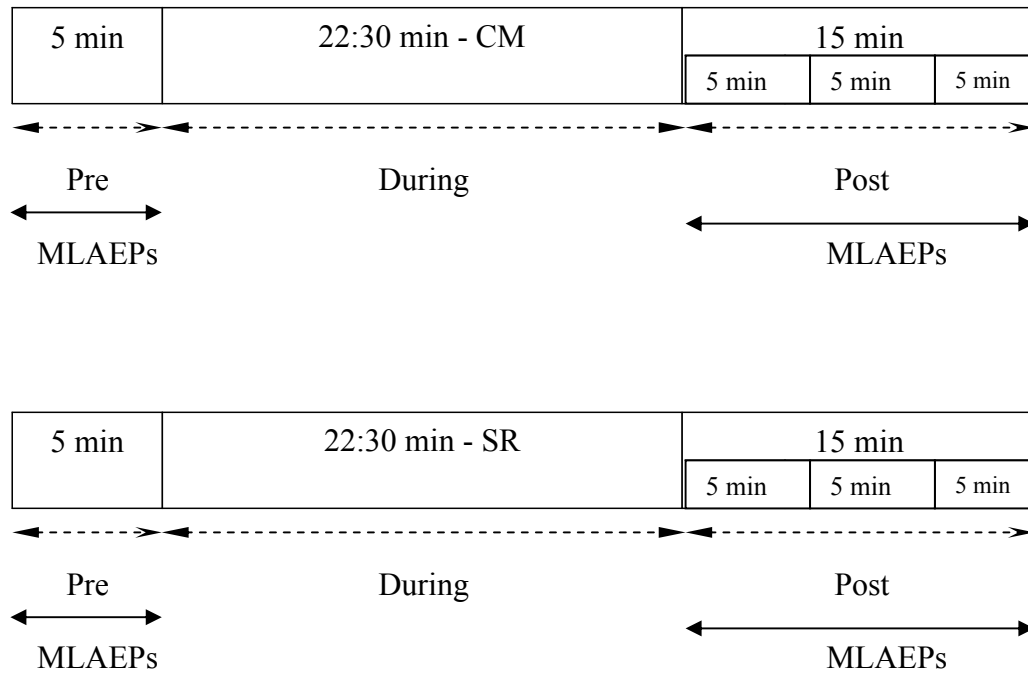 5 min 22:30 min - CM 15 min
5 min 5 min 5 min
Pre During Post
MLAEPs MLAEPs
5 min 22:30 min - SR 15 min
5 min 5 min 5 min
Pre During Post
MLAEPs MLAEPs